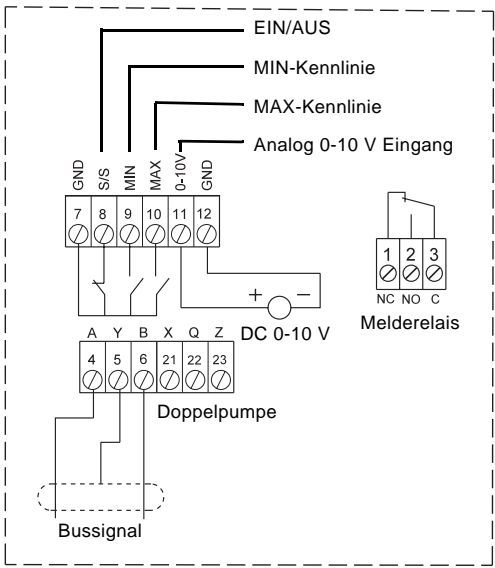 EIN/AUS
MIN-Kennlinie
MAX-Kennlinie
Analog 0-10 V Eingang
GND S/S MIN MAX 0-10V GND
7 8 9 10 11 12
+ −
DC 0-10 V
1 2 3
NC NO C
Melderelais
A Y B X Q Z
4 5 6 21 22 23
Doppelpumpe
Bussignal